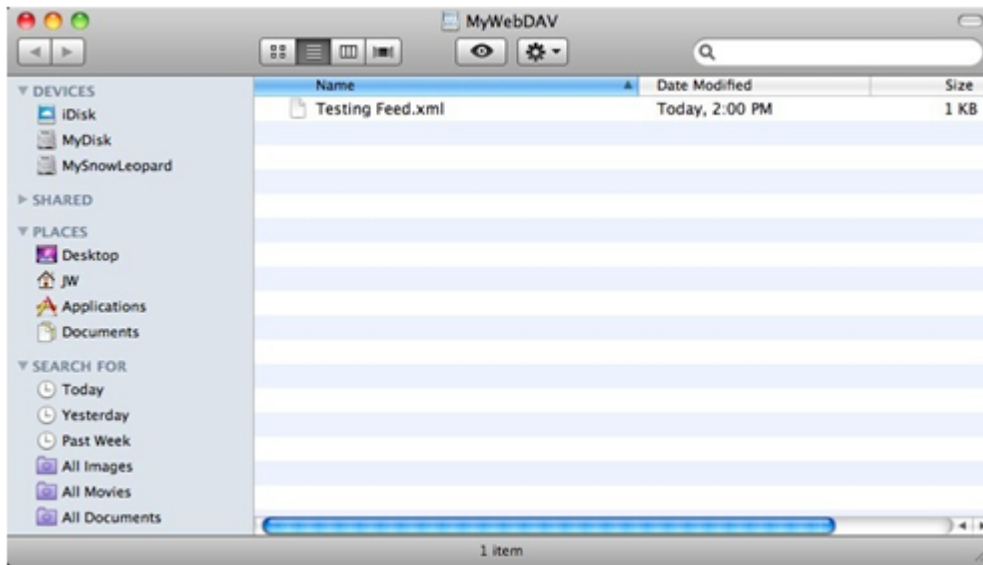 MyWebDAV
DEVICES
iDisk
MyDisk
MySnowLeopard
SHARED
PLACES
Desktop
JW
Applications
Documents
SEARCH FOR
Today
Yesterday
Past Week
All Images
All Movies
All Documents
Name Date Modified Size
Testing Feed.xml Today, 2:00 PM 1 KB
1 item